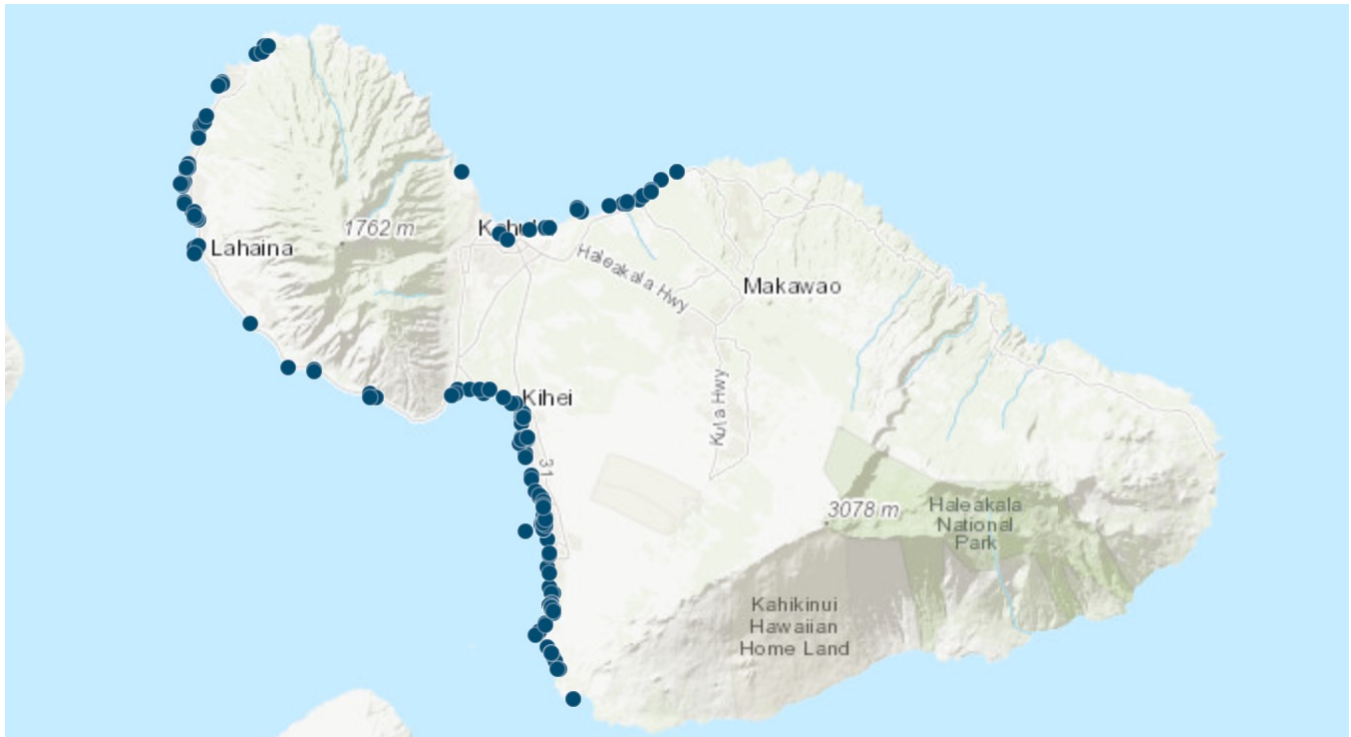 1762 m
Lahaina
Haleakala Hwy
Makawao
Kihei
Kula Hwy
31
3078 m
Haleakala
National
Park
Kahikinui
Hawaiian
Home Land